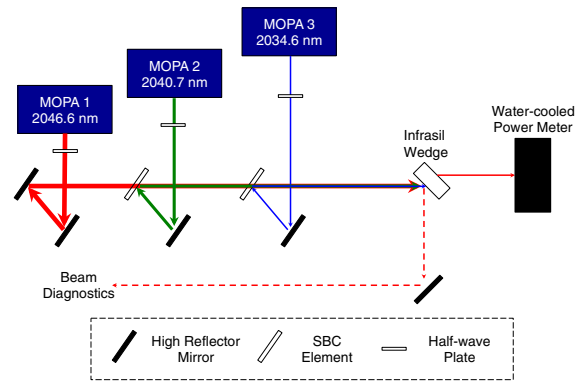 MOPA 3
2034.6 nm
MOPA 2
2040.7 nm
MOPA 1
2046.6 nm
Infrasil
Wedge
Water-cooled
Power Meter
Beam
Diagnostics
High Reflector
Mirror
SBC
Element
Half-wave
Plate